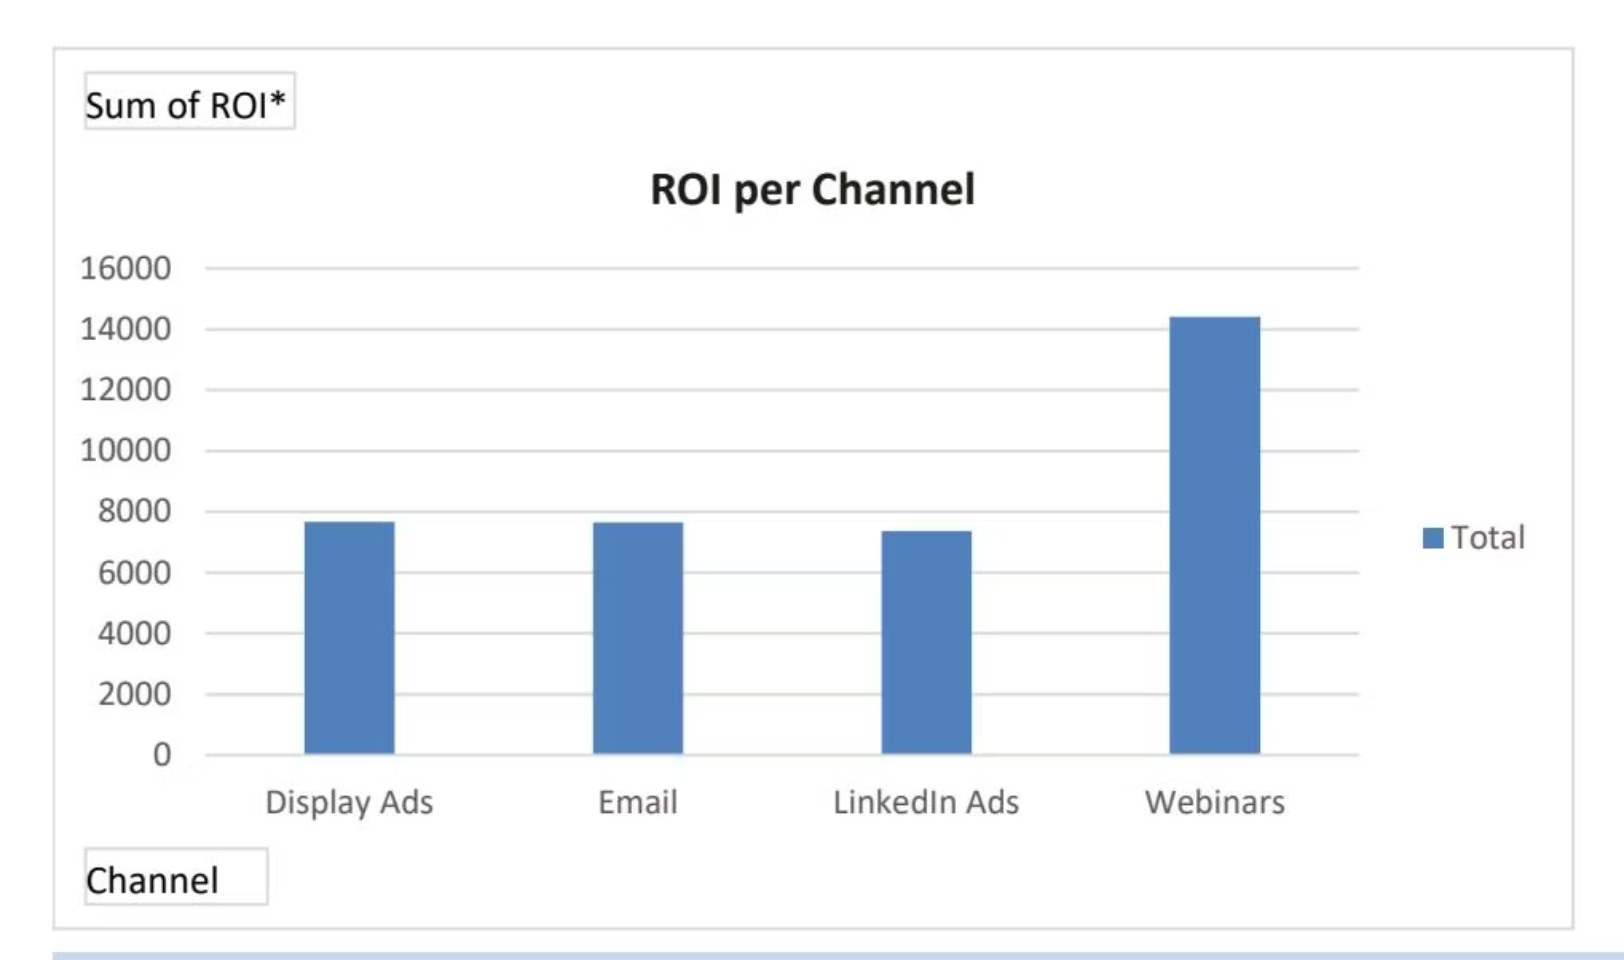 Sum of ROI*
ROI per Channel
16000
14000
12000
10000
8000
6000
4000
2000
0
Total
Display Ads Email LinkedIn Ads Webinars
Channel